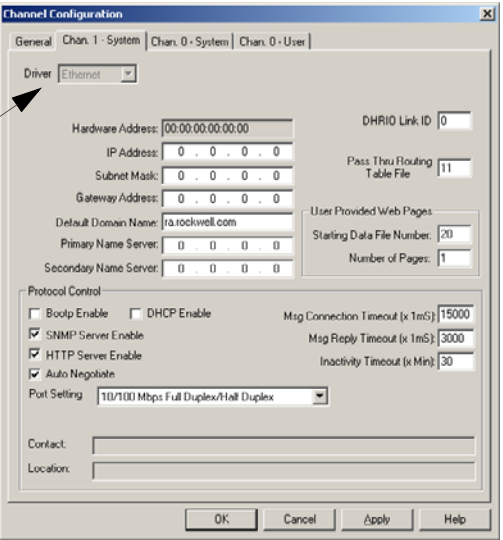 Channel Configuration
General
Chan. 1 - System
Chan. 0 - System
Chan. 0 - User
Driver Ethernet
Hardware Address: 00:00:00:00:00:00
IP Address: 0 . 0 . 0 . 0
Subnet Mask: 0 . 0 . 0 . 0
Gateway Address: 0 . 0 . 0 . 0
Default Domain Name: ra.rockwell.com
Primary Name Server: 0 . 0 . 0 . 0
Secondary Name Server: 0 . 0 . 0 . 0
DHRIO Link ID 0
Pass Thru Routing
Table File 11
User Provided Web Pages
Starting Data File Number: 20
Number of Pages: 1
Protocol Control
Bootp Enable
DHCP Enable
SNMP Server Enable
HTTP Server Enable
Auto Negotiate
Port Setting 10/100 Mbps Full Duplex/Half Duplex
Msg Connection Timeout (x 1mS): 15000
Msg Reply Timeout (x 1mS): 3000
Inactivity Timeout (x Min): 30
Contact:
Location:
OK
Cancel
Apply
Help